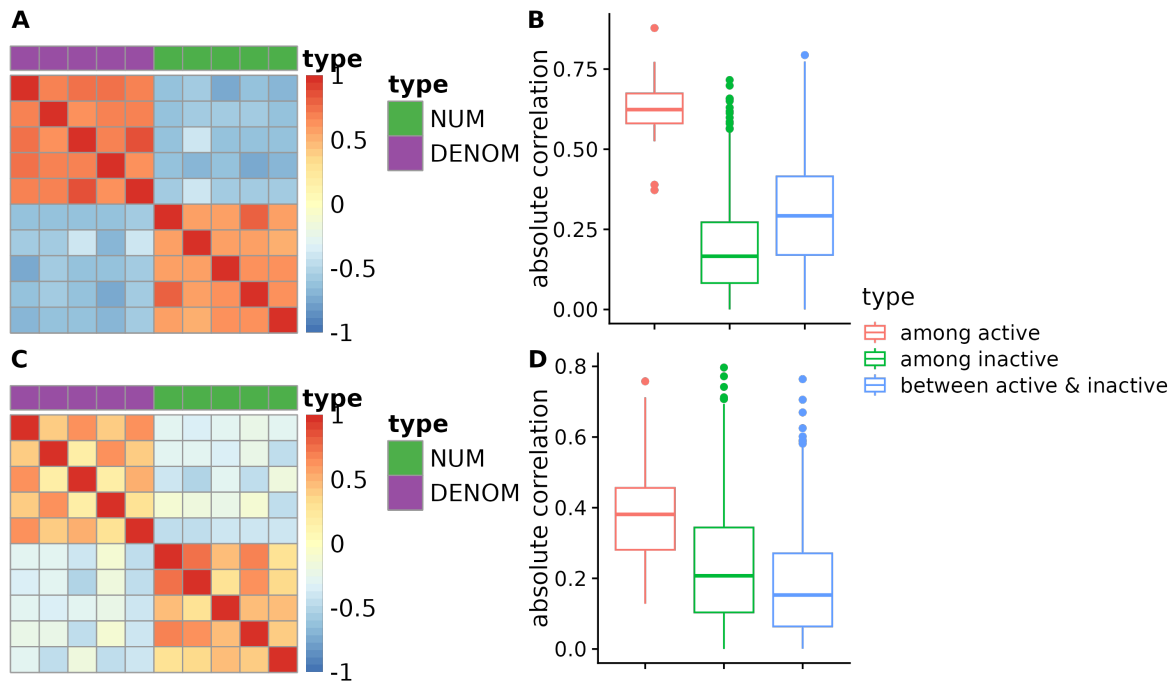 A
type
1
0.5
0
-0.5
-1
type
NUM
DENOM
B
absolute correlation
0.75
0.50
0.25
0.00
type
among active
among inactive
between active & inactive
C
type
1
0.5
0
-0.5
-1
type
NUM
DENOM
D
absolute correlation
0.8
0.6
0.4
0.2
0.0